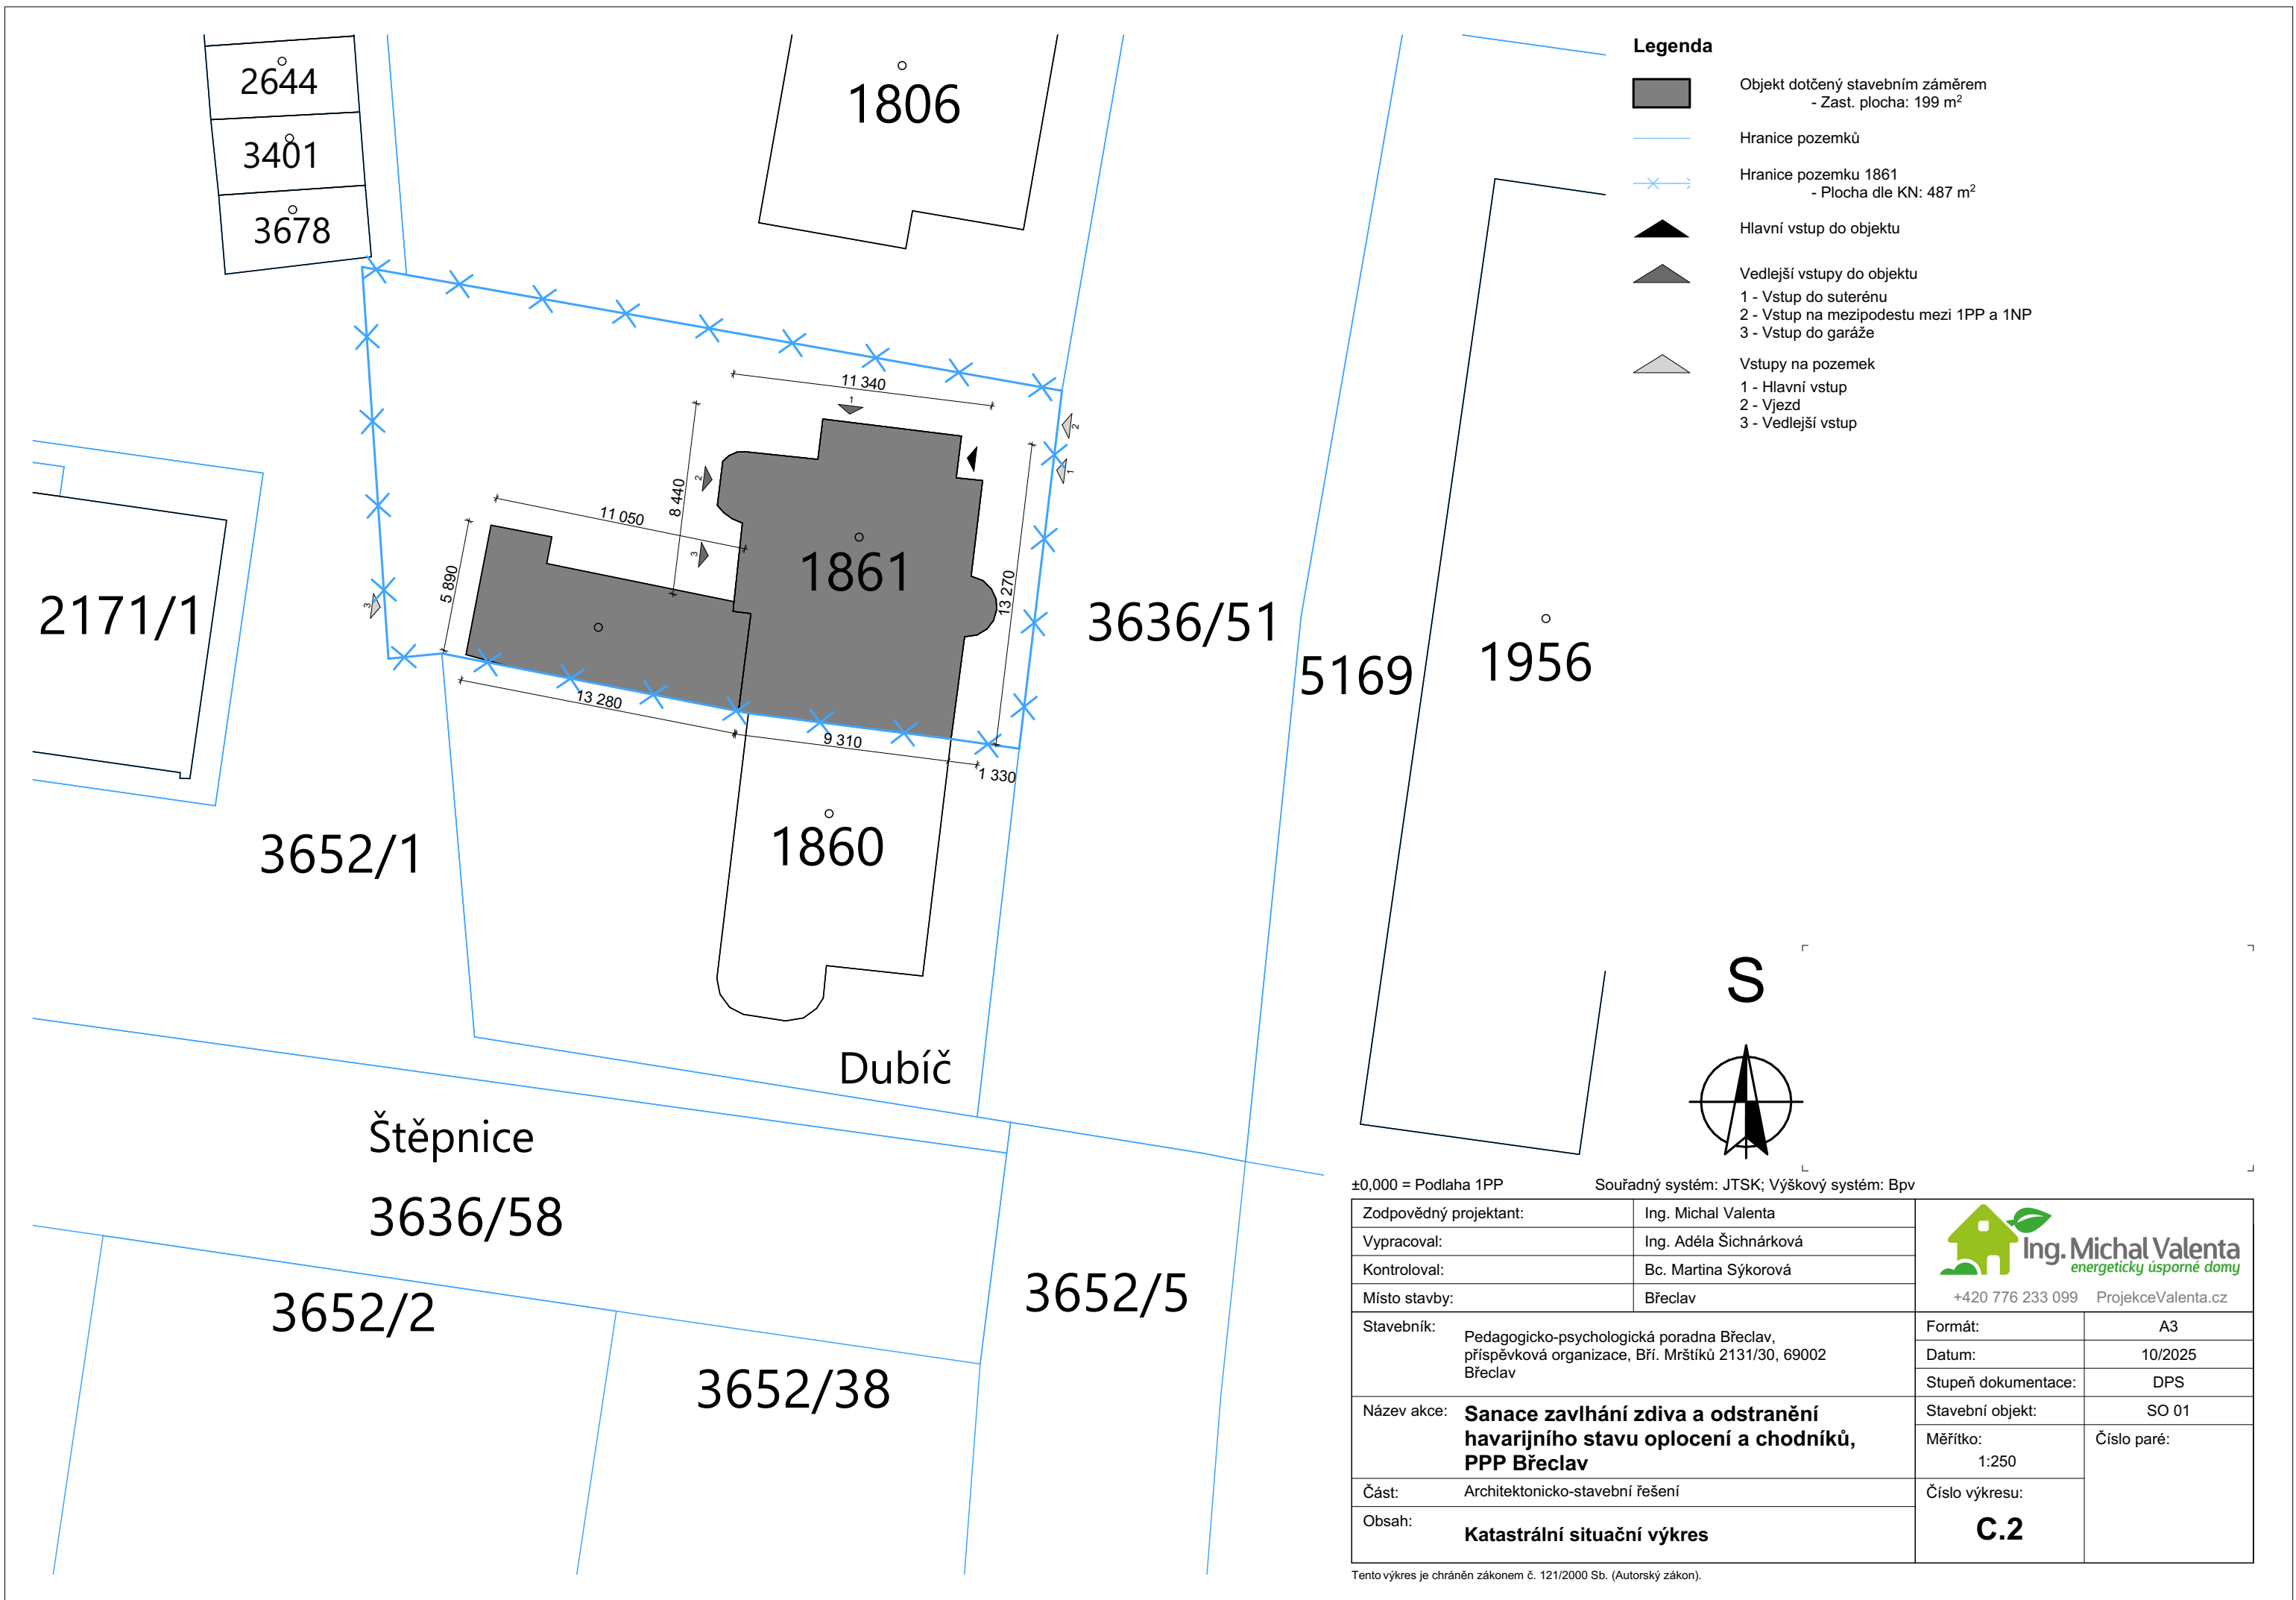 2644
3401
3678
1806
11 340
1
2
1
2
8 440
11 050
3
5 890
3
1861
13 270
2171/1
3636/51
5169
1956
13 280
9 310
1 330
3652/1
1860
Dubíč
Štěpnice
3636/58
3652/2
3652/5
3652/38
Legenda
Objekt dotčený stavebním záměrem
- Zast. plocha: 199 m²
Hranice pozemků
Hranice pozemku 1861
- Plocha dle KN: 487 m²
Hlavní vstup do objektu
Vedlejší vstupy do objektu
1 - Vstup do suterénu
2 - Vstup na mezipodestu mezi 1PP a 1NP
3 - Vstup do garáže
Vstupy na pozemek
1 - Hlavní vstup
2 - Vjezd
3 - Vedlejší vstup
S
±0,000 = Podlaha 1PP Souřadný systém: JTSK; Výškový systém: Bpv
Zodpovědný projektant: Ing. Michal Valenta
Vypracoval: Ing. Adéla Šichnárková
Kontroloval: Bc. Martina Sýkorová
Místo stavby: Břeclav
Ing. Michal Valenta
energeticky úsporné domy
+420 776 233 099 ProjekceValenta.cz
Stavebník:
Pedagogicko-psychologická poradna Břeclav,
příspěvková organizace, Bří. Mrštíků 2131/30, 69002
Břeclav
Formát: A3
Datum: 10/2025
Stupeň dokumentace: DPS
Název akce: Sanace zavlhání zdiva a odstranění
havarijního stavu oplocení a chodníků,
PPP Břeclav
Stavební objekt: SO 01
Měřítko:
1:250
Číslo paré:
Část: Architektonicko-stavební řešení
Číslo výkresu:
C.2
Obsah:
Katastrální situační výkres
Tento výkres je chráněn zákonem č. 121/2000 Sb. (Autorský zákon).